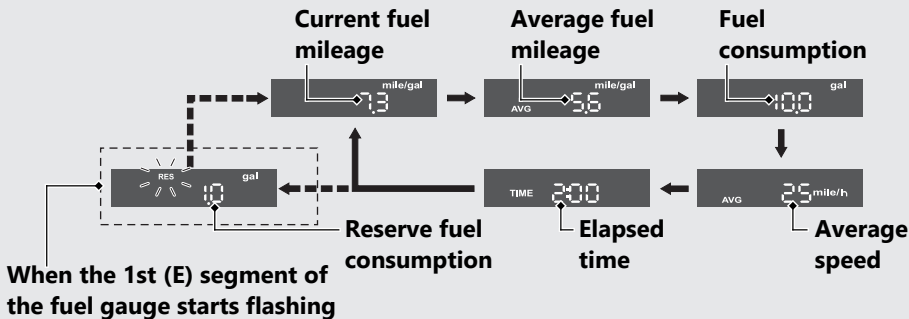 Current fuel
mileage
Average fuel
mileage
Fuel
consumption
mile/gal
7.3
mile/gal
AVG 5.6
gal
10.0
RES gal
1.0
TIME 2:00
AVG 25 mile/h
Reserve fuel
consumption
Elapsed
time
Average
speed
When the 1st (E) segment of
the fuel gauge starts flashing